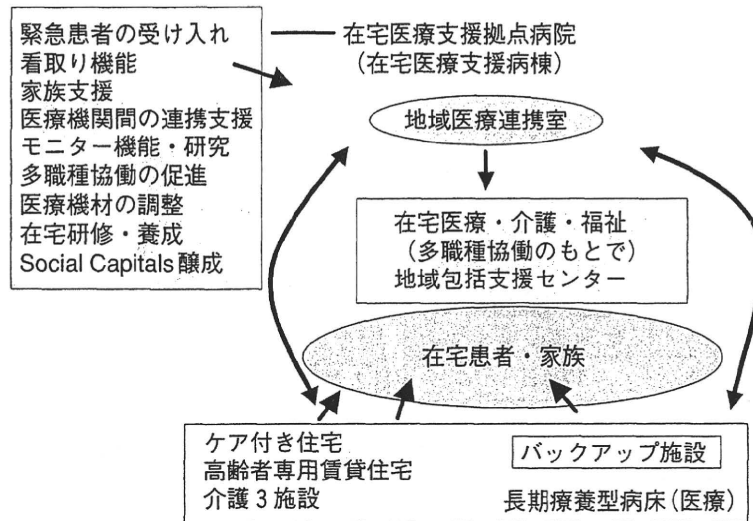 緊急患者の受け入れ
看取り機能
家族支援
医療機関間の連携支援
モニター機能・研究
多職種協働の促進
医療機材の調整
在宅研修・養成
Social Capitals醸成
在宅医療支援拠点病院
（在宅医療支援病棟）
地域医療連携室
在宅医療・介護・福祉
（多職種協働のもとで）
地域包括支援センター
在宅患者・家族
ケア付き住宅
高齢者専用賃貸住宅
介護3施設
バックアップ施設
長期療養型病床（医療）